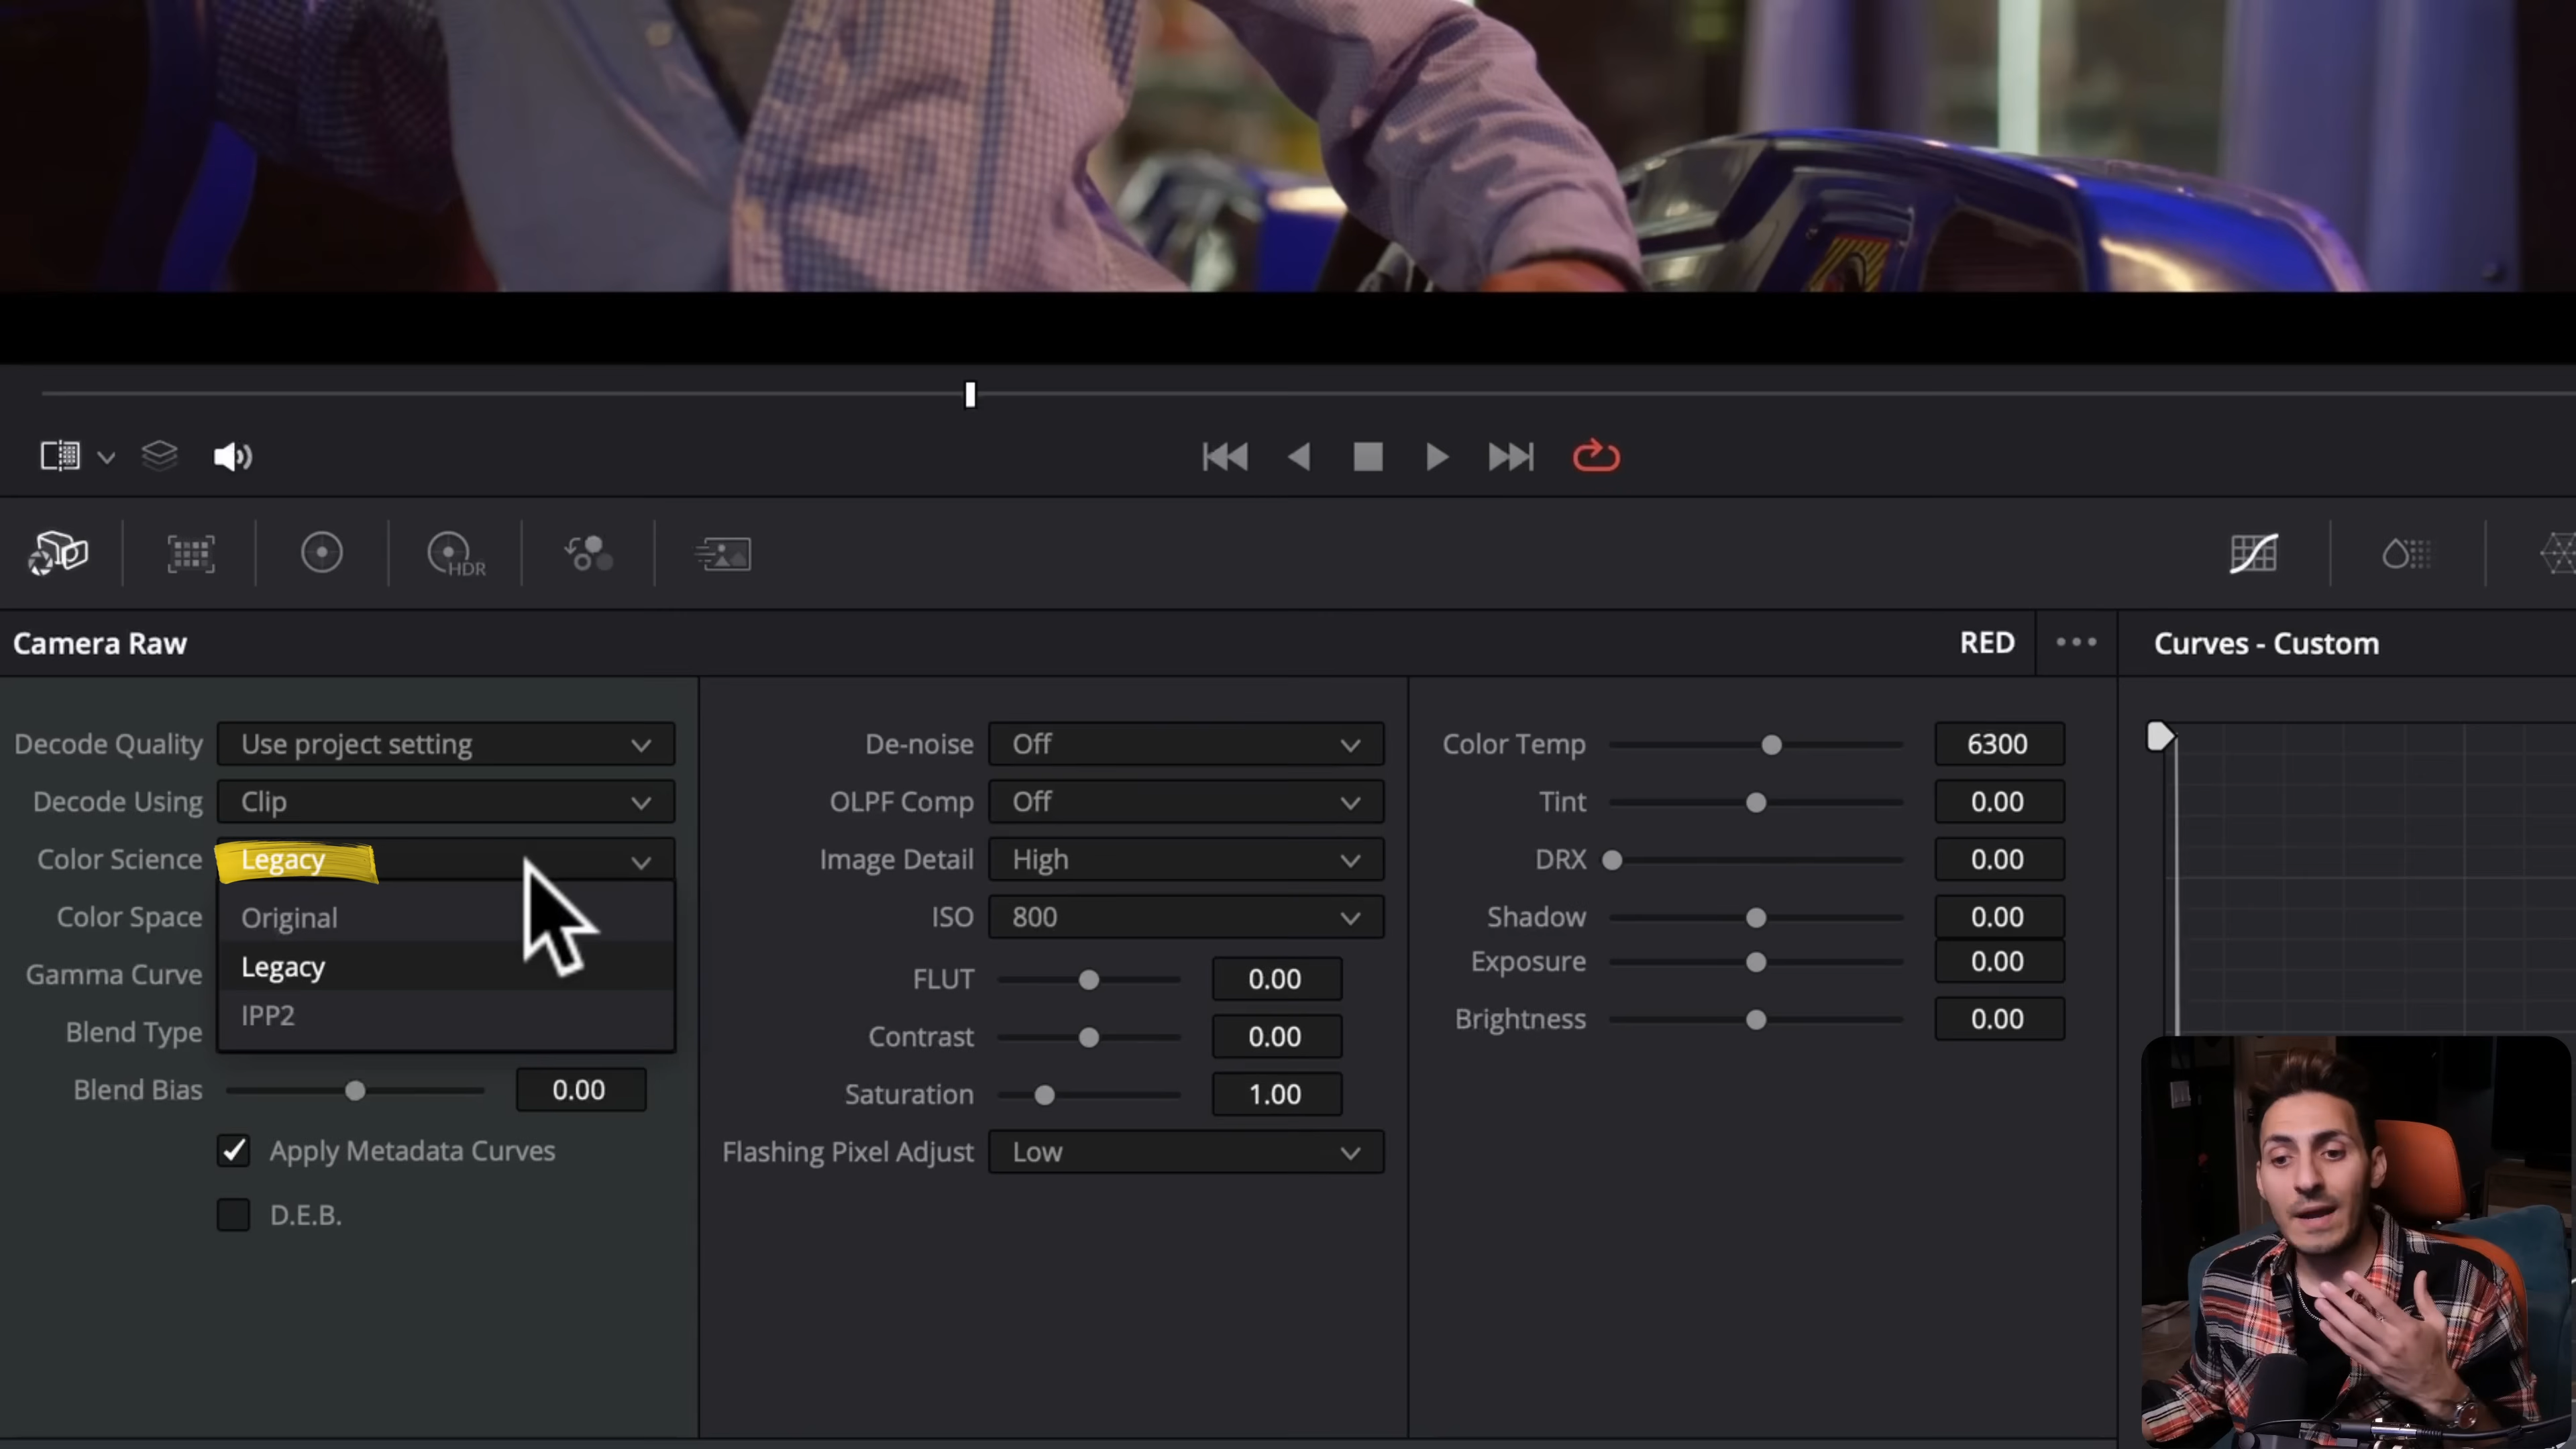 HDR
Camera Raw
RED
Curves - Custom
Decode Quality
Use project setting
Decode Using
Clip
Color Science
Legacy
Original
Legacy
IPP2
Color Space
Gamma Curve
Blend Type
Blend Bias
0.00
Apply Metadata Curves
D.E.B.
De-noise
Off
OLPF Comp
Off
Image Detail
High
ISO
800
FLUT
0.00
Contrast
0.00
Saturation
1.00
Flashing Pixel Adjust
Low
Color Temp
6300
Tint
0.00
DRX
0.00
Shadow
0.00
Exposure
0.00
Brightness
0.00